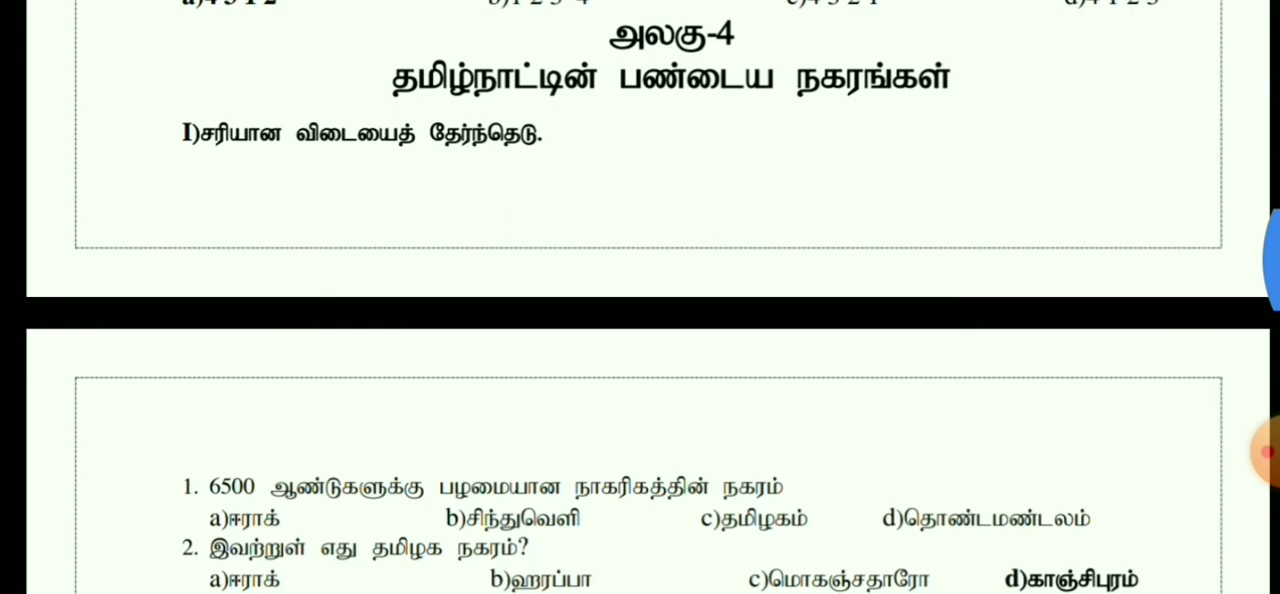 அலகு-4
தமிழ்நாட்டின் பண்டைய நகரங்கள்
I)சரியான விடையைத் தேர்ந்தெடு.
1. 6500 ஆண்டுகளுக்கு பழமையான நாகரிகத்தின் நகரம்
a)ஈராக் b)சிந்துவெளி c)தமிழகம் d)தொண்டமண்டலம்
2. இவற்றுள் எது தமிழக நகரம்?
a)ஈராக் b)ஹரப்பா c)மொகஞ்சதாரோ d)காஞ்சிபுரம்